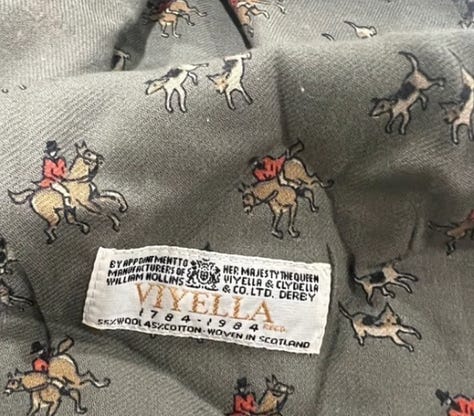 BY APPOINTMENT TO HER MAJESTY THE QUEEN
MANUFACTURERS OF VIYELLA & CLYDELLA
WILLIAM HOLLINS & CO. LTD. DERBY
VIYELLA
1784-1984 REGD.
55% WOOL 45% COTTON - WOVEN IN SCOTLAND